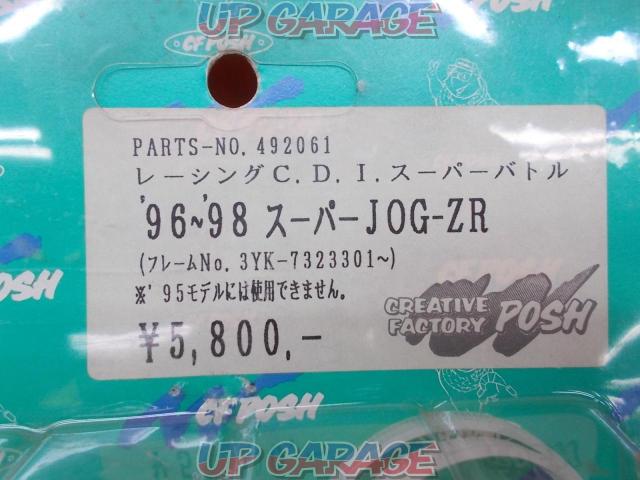 UP GARAGE
CF POSH
PARTS-NO. 492061
レーシングC.D.I.スーパーバトル
'96~'98 スーパーJOG-ZR
(フレームNo. 3YK-7323301~)
※'95モデルには使用できません。
¥5,800.-
CREATIVE FACTORY POSH
POSH
CF POSH
UP GARAGE